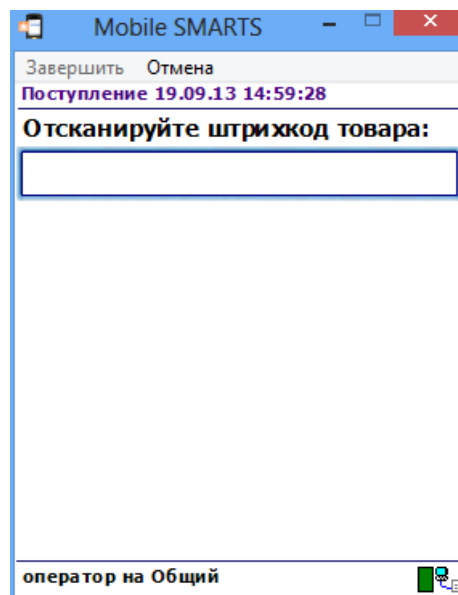 Mobile SMARTS
Завершить Отмена
Поступление 19.09.13 14:59:28
Отсканируйте штрихкод товара:
оператор на Общий